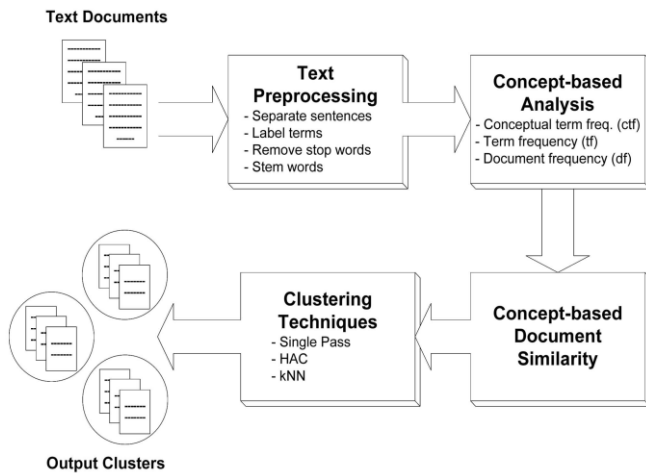 Text Documents
Text
Preprocessing
- Separate sentences
- Label terms
- Remove stop words
- Stem words
Concept-based
Analysis
- Conceptual term freq. (ctf)
- Term frequency (tf)
- Document frequency (df)
Concept-based
Document
Similarity
Clustering
Techniques
- Single Pass
- HAC
- kNN
Output Clusters